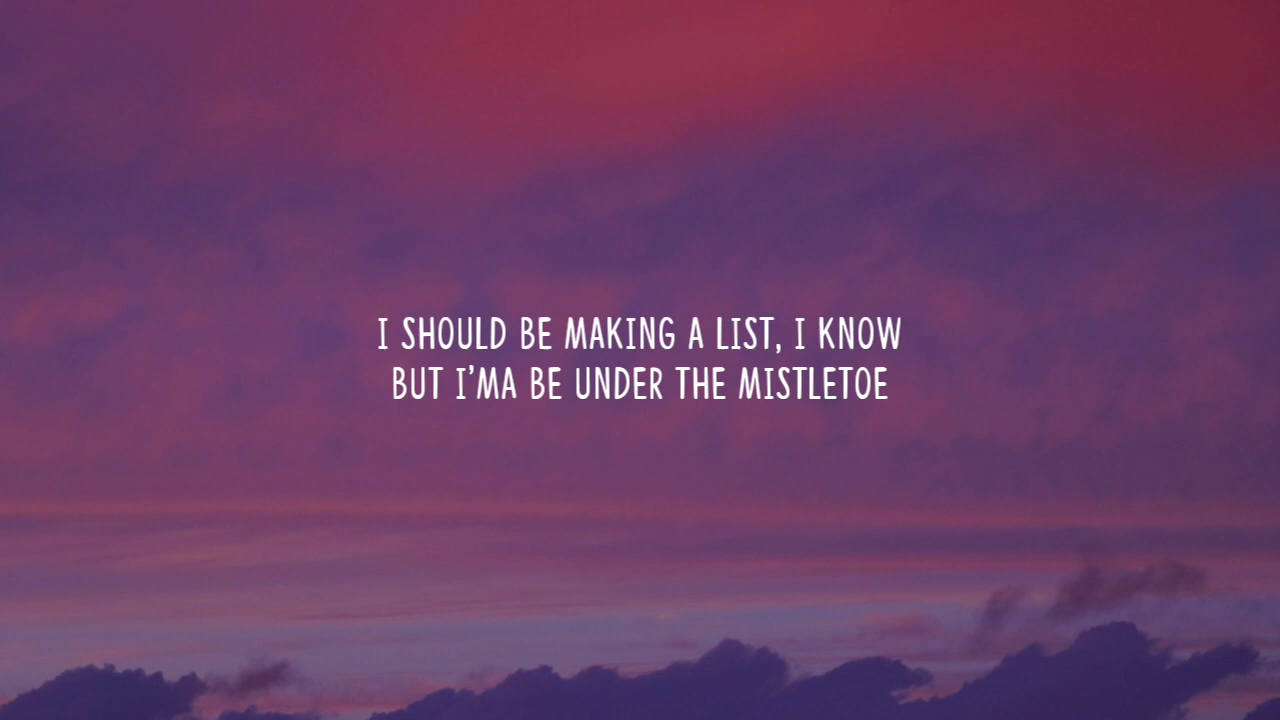 I SHOULD BE MAKING A LIST, I KNOW
BUT I'MA BE UNDER THE MISTLETOE